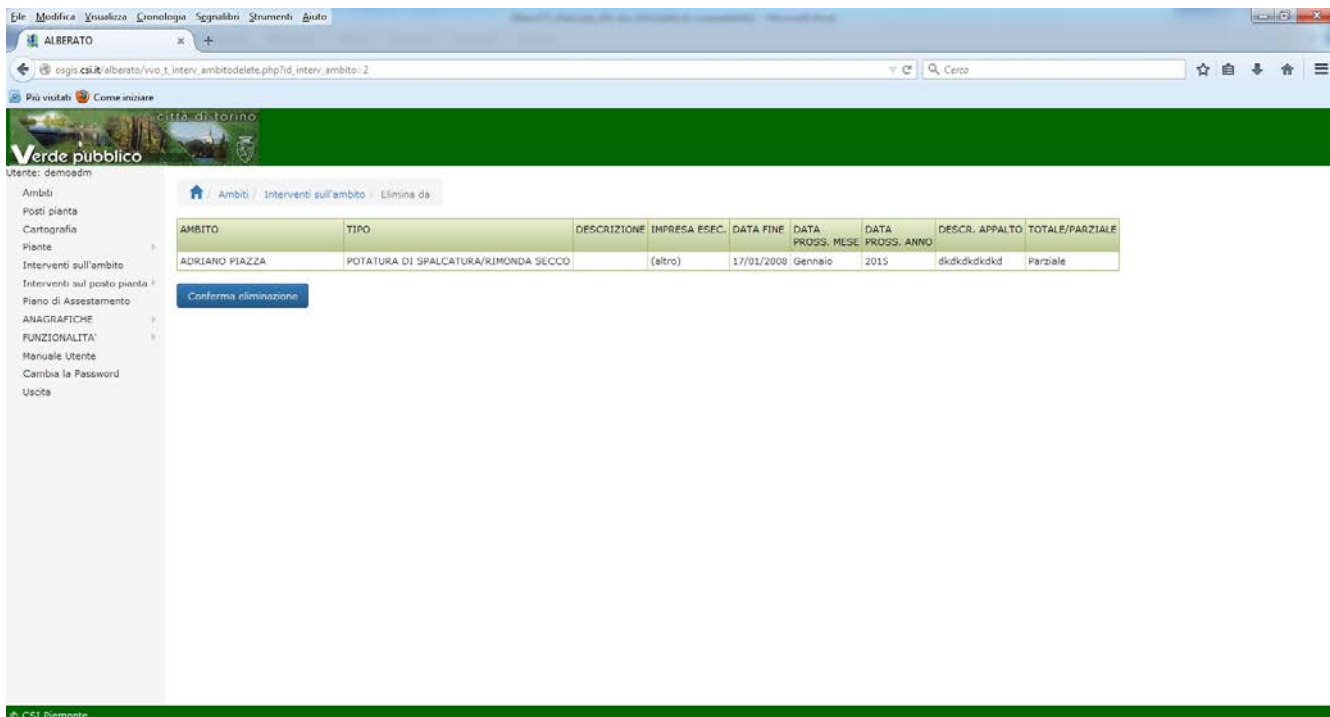 File Modifica Visualizza Cronologia Segnalibri Strumenti Aiuto
ALBERATO
osgis.csi.it/alberato/vvo_t_interv_ambitodelete.php?id_interv_ambito=2
Cerco
Più visitati Come iniziare
città di torino
Verde pubblico
Utente: demoadm
Ambiti
Posti pianta
Cartografia
Piante
Interventi sull'ambito
Interventi sul posto pianta
Piano di Assestamento
ANAGRAFICHE
FUNZIONALITA'
Manuale Utente
Cambia la Password
Uscita
/ Ambiti / Interventi sull'ambito / Elimina da
AMBITO TIPO DESCRIZIONE IMPRESA ESEC. DATA FINE DATA PROSS. MESE DATA PROSS. ANNO DESCR. APPALTO TOTALE/PARZIALE
ADRIANO PIAZZA POTATURA DI SPALCATURA/RIMONDA SECCO (altro) 17/01/2008 Gennaio 2015 dkdkdkdkdkd Parziale
Conferma eliminazione
© CSI Piemonte